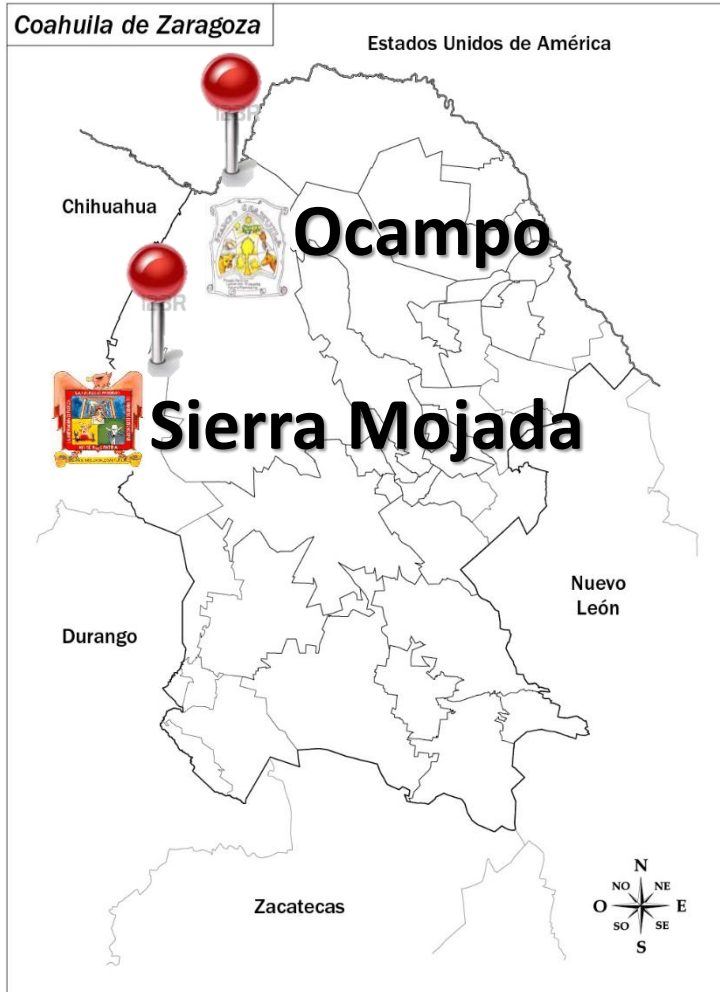 Coahuila de Zaragoza
Estados Unidos de América
Chihuahua
Ocampo
Sierra Mojada
Nuevo
León
Durango
Zacatecas
N
NO NE
O E
SO SE
S